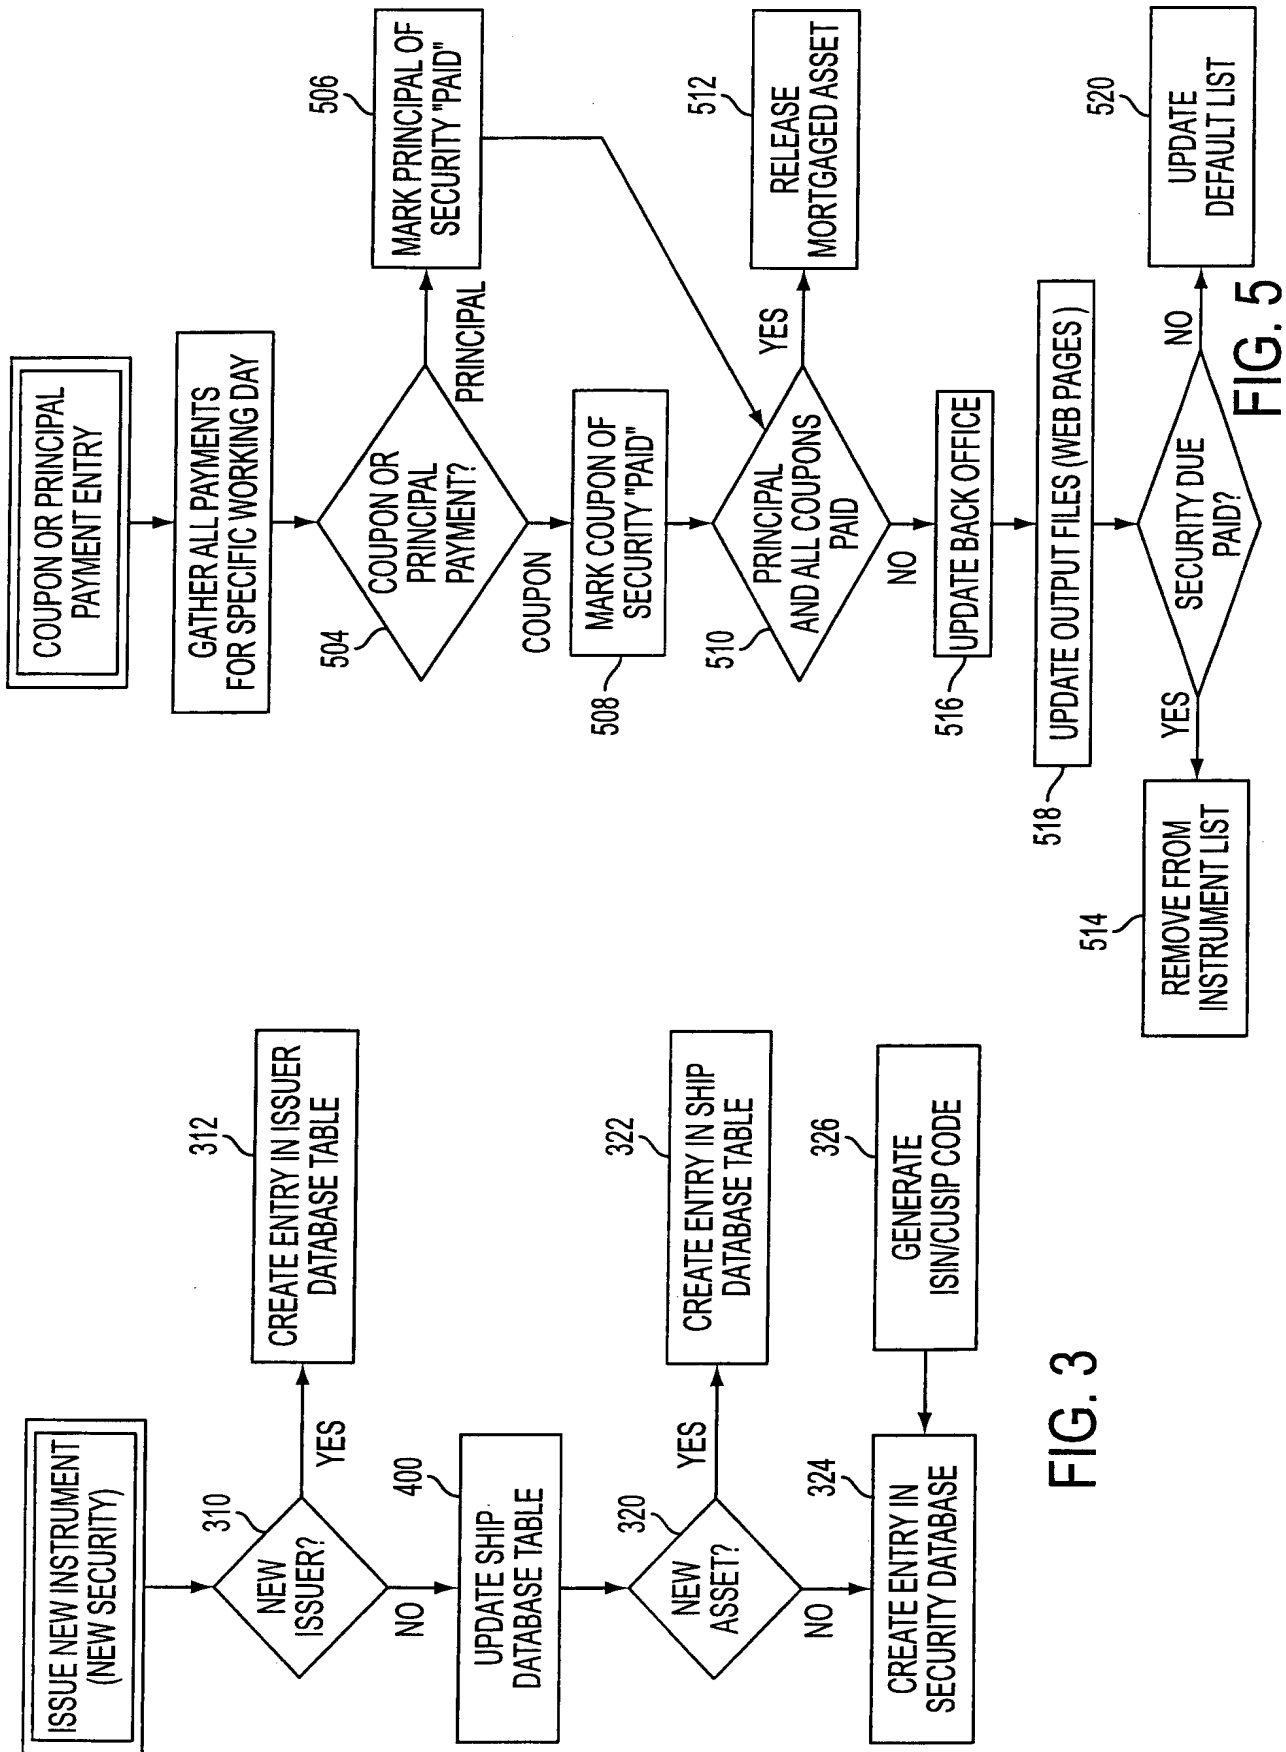 ISSUE NEW INSTRUMENT
(NEW SECURITY)
310
NEW
ISSUER?
YES
312
CREATE ENTRY IN ISSUER
DATABASE TABLE
NO
400
UPDATE SHIP
DATABASE TABLE
320
NEW
ASSET?
YES
322
CREATE ENTRY IN SHIP
DATABASE TABLE
NO
324
CREATE ENTRY IN
SECURITY DATABASE
326
GENERATE
ISIN/CUSIP CODE
FIG. 3
COUPON OR PRINCIPAL
PAYMENT ENTRY
GATHER ALL PAYMENTS
FOR SPECIFIC WORKING DAY
504
COUPON OR
PRINCIPAL
PAYMENT?
PRINCIPAL
506
MARK PRINCIPAL OF
SECURITY "PAID"
COUPON
508
MARK COUPON OF
SECURITY "PAID"
510
PRINCIPAL
AND ALL COUPONS
PAID
YES
512
RELEASE
MORTGAGED ASSET
NO
516
UPDATE BACK OFFICE
518
UPDATE OUTPUT FILES (WEB PAGES )
SECURITY DUE
PAID?
YES
514
REMOVE FROM
INSTRUMENT LIST
NO
520
UPDATE
DEFAULT LIST
FIG. 5